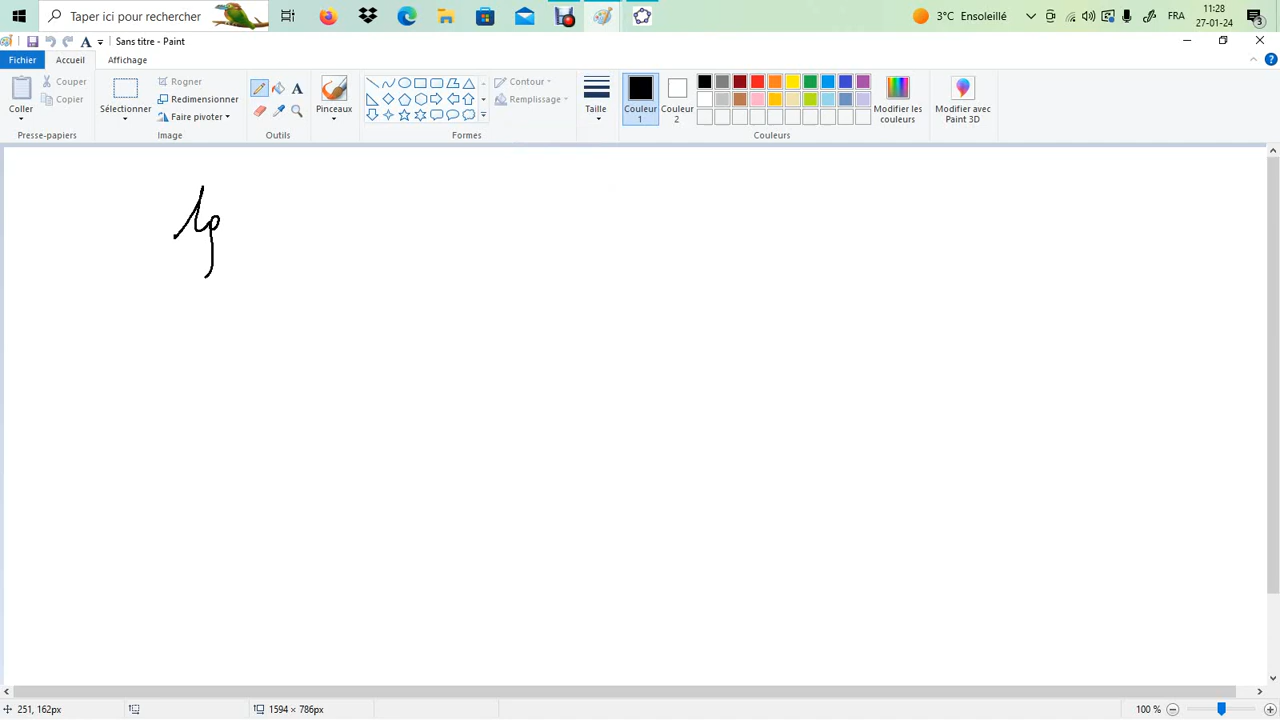 Taper ici pour rechercher 3°C Ensoleillé FRA 11:28 27-01-24 3
Sans titre - Paint
Fichier Accueil Affichage
Coller Couper Copier Presse-papiers
Sélectionner Rogner Redimensionner Faire pivoter Image
A Outils
Pinceaux
Contour Remplissage Formes
Taille
Couleur 1 Couleur 2 Modifier les couleurs Couleurs
Modifier avec Paint 3D
251, 162px 1594 × 786px 100 %